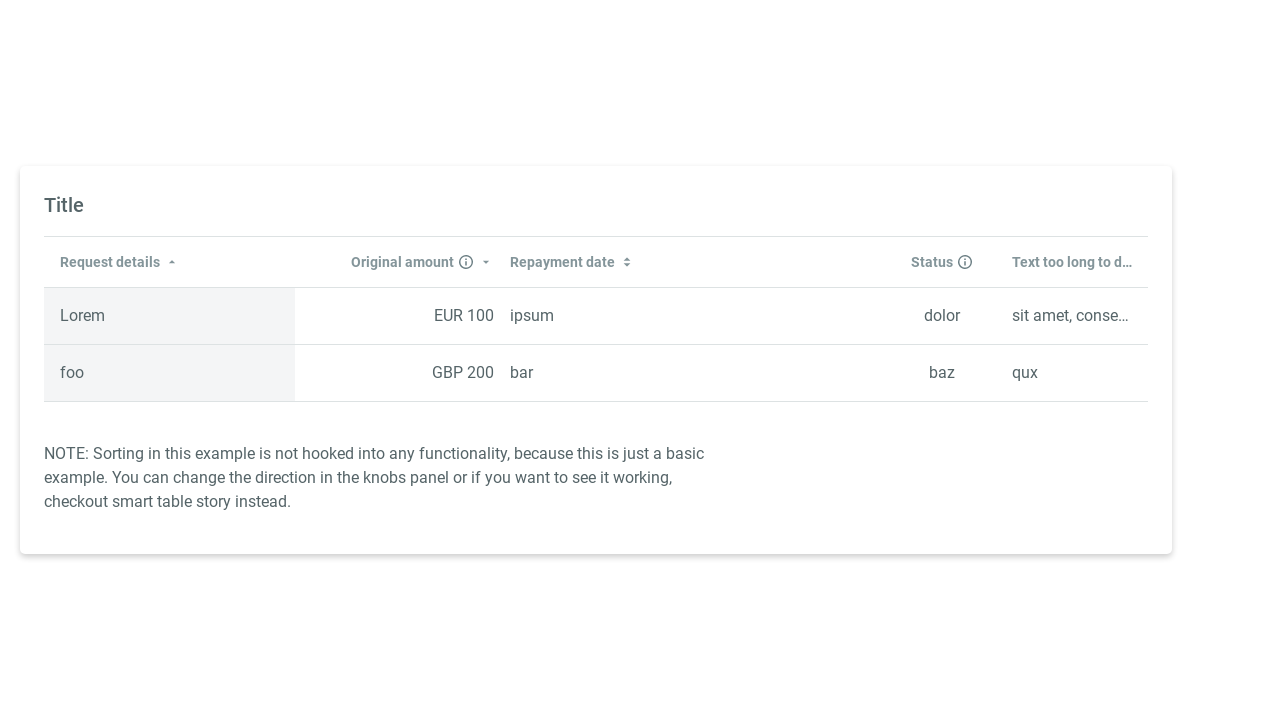 Title
Request details Original amount Repayment date Status Text too long to d…
Lorem EUR 100 ipsum dolor sit amet, conse…
foo GBP 200 bar baz qux
NOTE: Sorting in this example is not hooked into any functionality, because this is just a basic
example. You can change the direction in the knobs panel or if you want to see it working,
checkout smart table story instead.